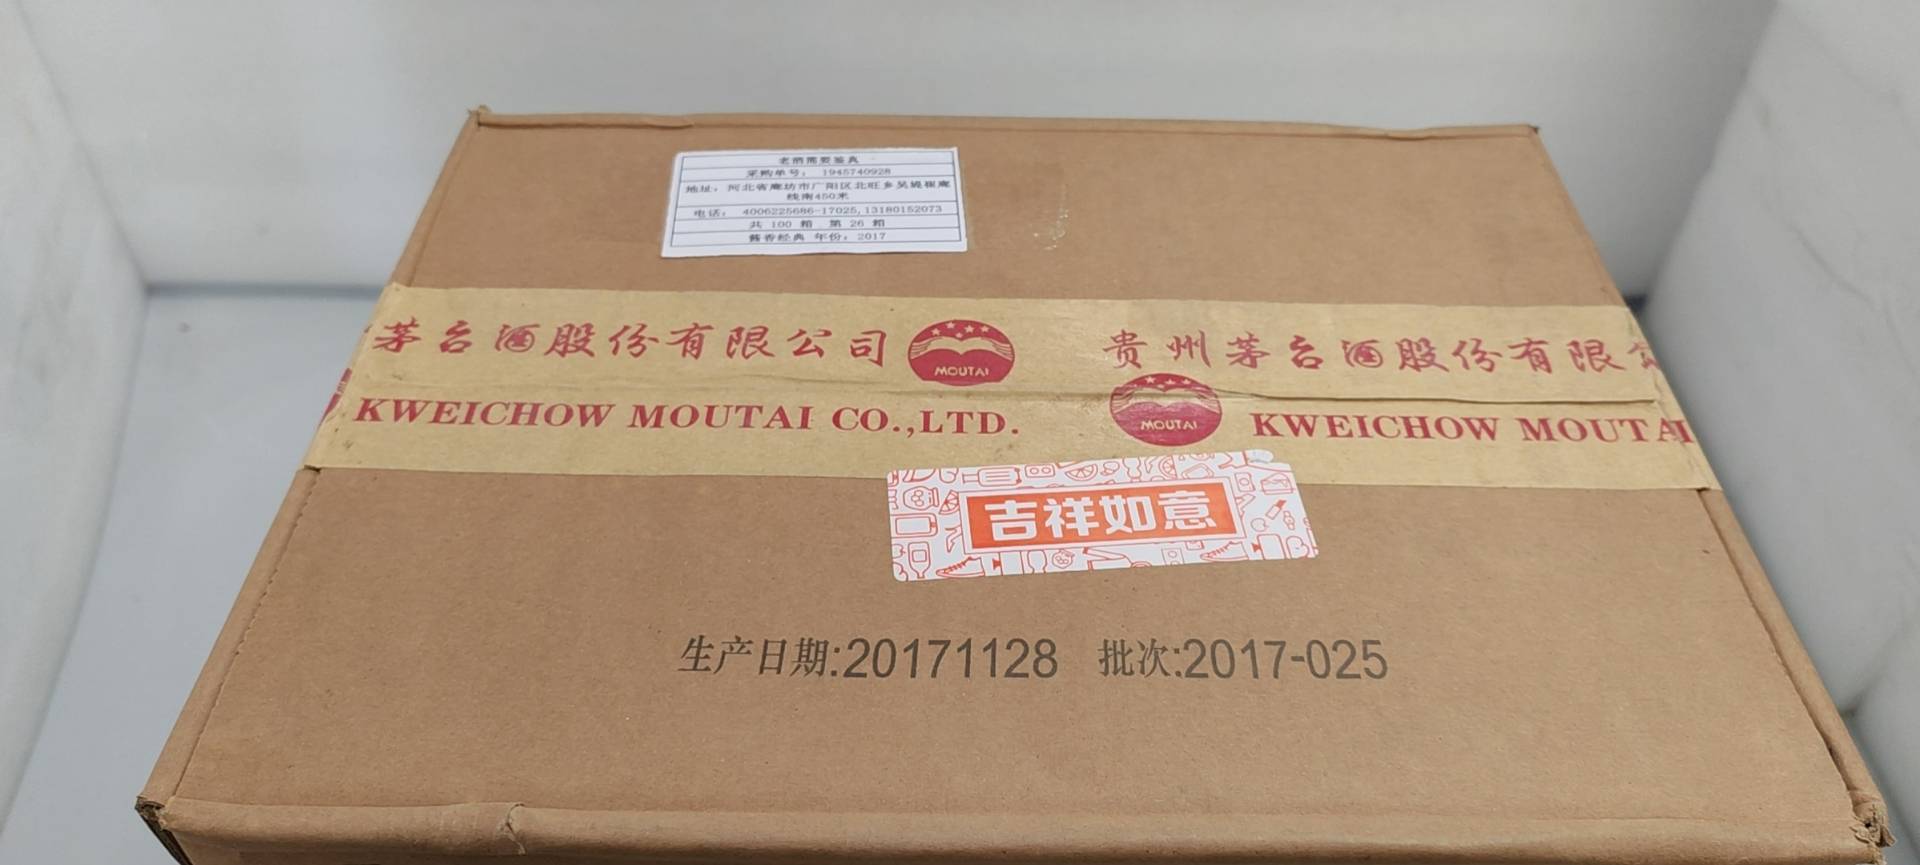 老酒需要鉴真
采购单号： 1945740928
地址： 河北省廊坊市广阳区北旺乡吴堤崔廊
线南450米
电话： 4006225686-17025,13180152073
共 100 箱 第 26 箱
酱香经典 年份：2017
茅台酒股份有限公司 MOUTAI 贵州茅台酒股份有限公
KWEICHOW MOUTAI CO.,LTD. MOUTAI KWEICHOW MOUTAI
吉祥如意
生产日期:20171128 批次:2017-025